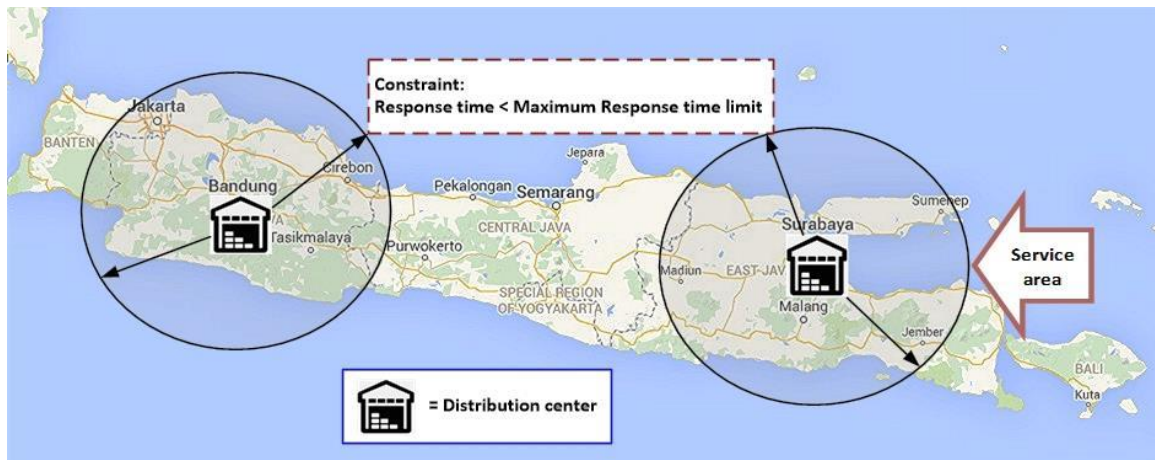 Constraint:
Response time < Maximum Response time limit
Jakarta
BANTEN
Cirebon
Bandung
Tasikmalaya
Jepara
Pekalongan
Semarang
CENTRAL JAVA
Purwokerto
SPECIAL REGION
OF YOGYAKARTA
Sumenep
Surabaya
Madiun
EAST JAV
Malang
Jember
Service
area
BALI
Kuta
= Distribution center